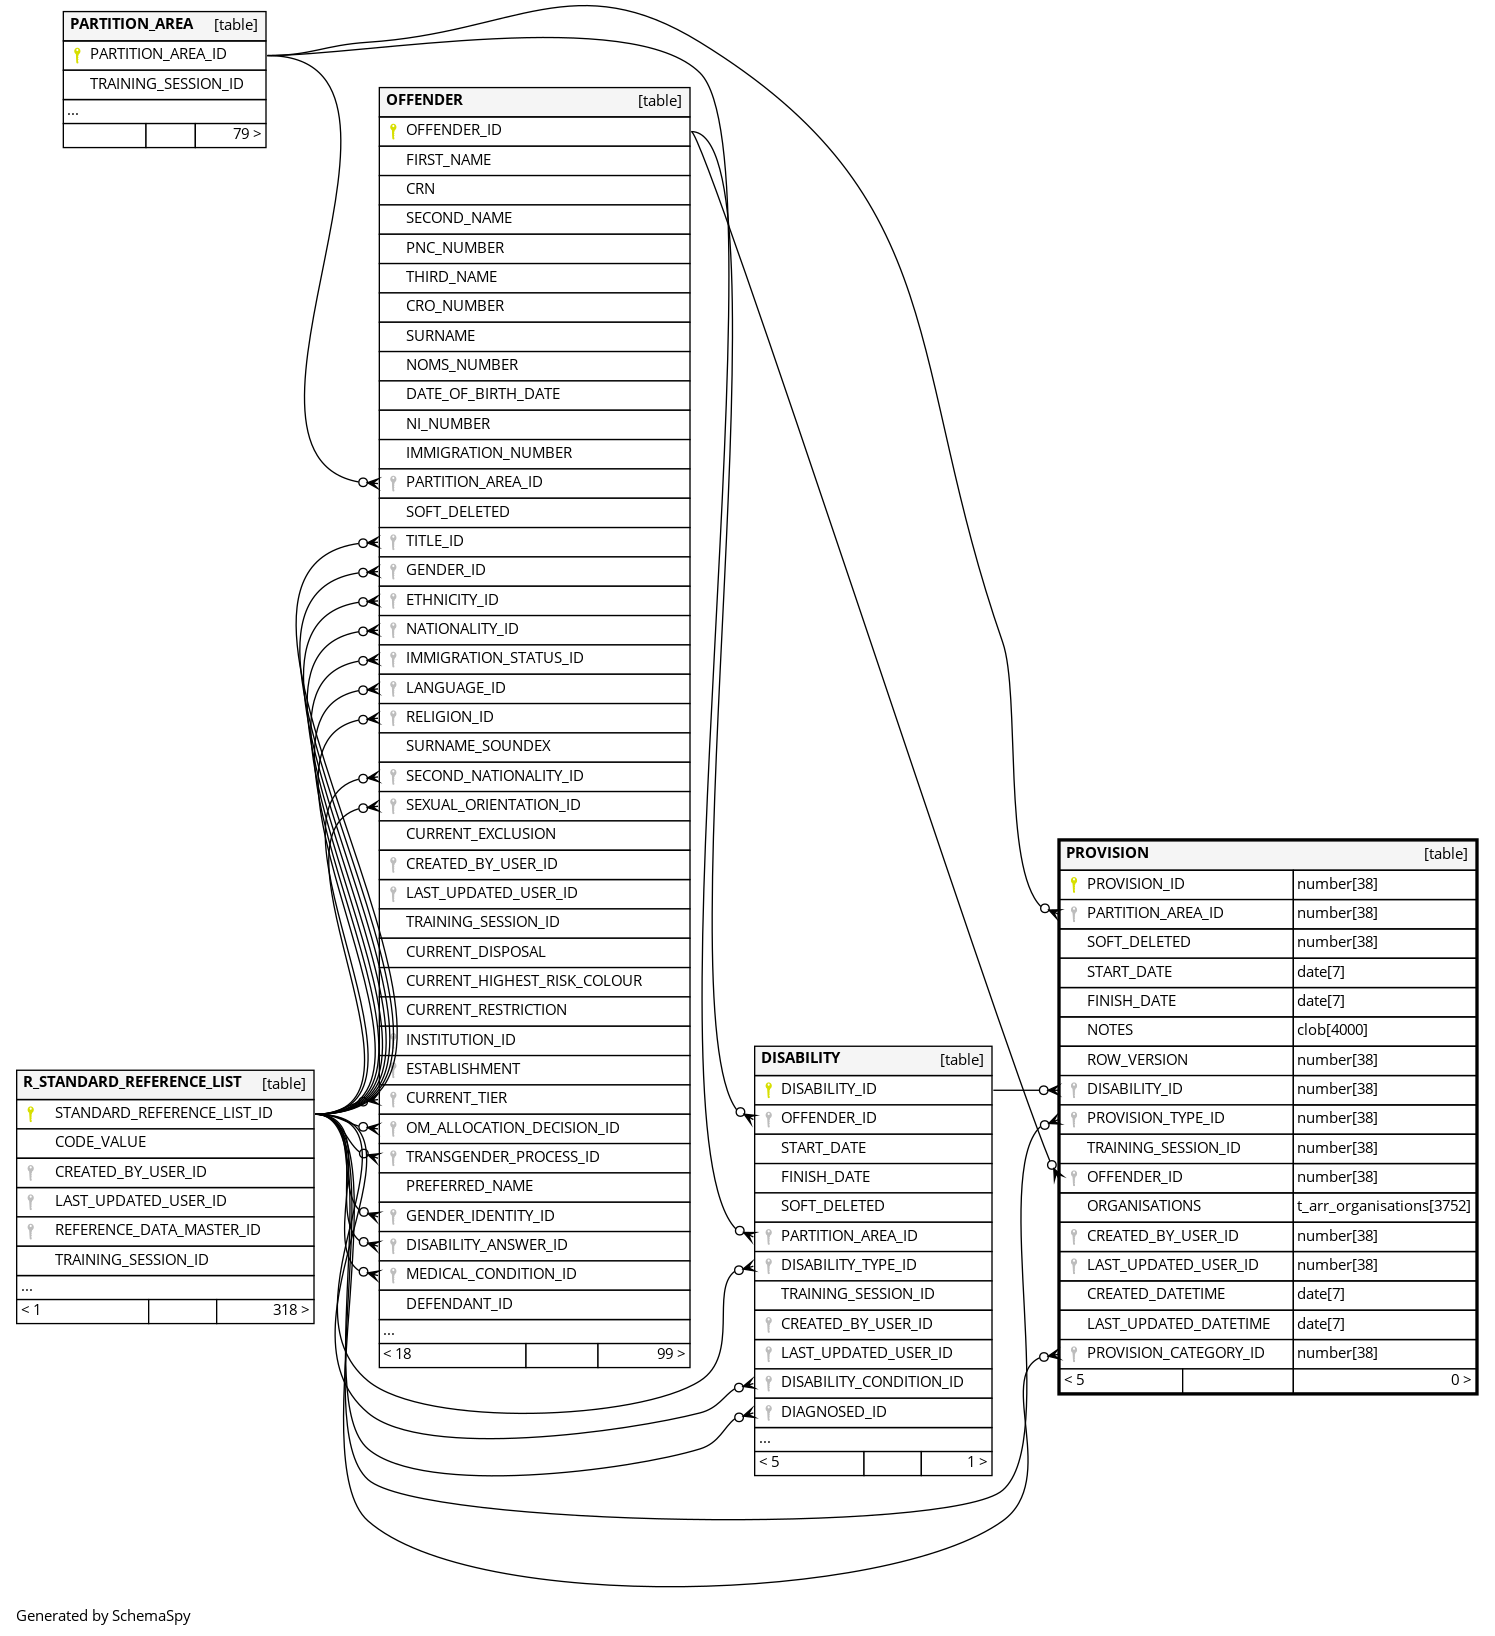 PARTITION_AREA [table]
PARTITION_AREA_ID
TRAINING_SESSION_ID
...
79 >
OFFENDER [table]
OFFENDER_ID
FIRST_NAME
CRN
SECOND_NAME
PNC_NUMBER
THIRD_NAME
CRO_NUMBER
SURNAME
NOMS_NUMBER
DATE_OF_BIRTH_DATE
NI_NUMBER
IMMIGRATION_NUMBER
PARTITION_AREA_ID
SOFT_DELETED
TITLE_ID
GENDER_ID
ETHNICITY_ID
NATIONALITY_ID
IMMIGRATION_STATUS_ID
LANGUAGE_ID
RELIGION_ID
SURNAME_SOUNDEX
SECOND_NATIONALITY_ID
SEXUAL_ORIENTATION_ID
CURRENT_EXCLUSION
CREATED_BY_USER_ID
LAST_UPDATED_USER_ID
TRAINING_SESSION_ID
CURRENT_DISPOSAL
CURRENT_HIGHEST_RISK_COLOUR
CURRENT_RESTRICTION
INSTITUTION_ID
ESTABLISHMENT
CURRENT_TIER
OM_ALLOCATION_DECISION_ID
TRANSGENDER_PROCESS_ID
PREFERRED_NAME
GENDER_IDENTITY_ID
DISABILITY_ANSWER_ID
MEDICAL_CONDITION_ID
DEFENDANT_ID
...
< 18 99 >
R_STANDARD_REFERENCE_LIST [table]
STANDARD_REFERENCE_LIST_ID
CODE_VALUE
CREATED_BY_USER_ID
LAST_UPDATED_USER_ID
REFERENCE_DATA_MASTER_ID
TRAINING_SESSION_ID
...
< 1 318 >
DISABILITY [table]
DISABILITY_ID
OFFENDER_ID
START_DATE
FINISH_DATE
SOFT_DELETED
PARTITION_AREA_ID
DISABILITY_TYPE_ID
TRAINING_SESSION_ID
CREATED_BY_USER_ID
LAST_UPDATED_USER_ID
DISABILITY_CONDITION_ID
DIAGNOSED_ID
...
< 5 1 >
PROVISION [table]
PROVISION_ID number[38]
PARTITION_AREA_ID number[38]
SOFT_DELETED number[38]
START_DATE date[7]
FINISH_DATE date[7]
NOTES clob[4000]
ROW_VERSION number[38]
DISABILITY_ID number[38]
PROVISION_TYPE_ID number[38]
TRAINING_SESSION_ID number[38]
OFFENDER_ID number[38]
ORGANISATIONS t_arr_organisations[3752]
CREATED_BY_USER_ID number[38]
LAST_UPDATED_USER_ID number[38]
CREATED_DATETIME date[7]
LAST_UPDATED_DATETIME date[7]
PROVISION_CATEGORY_ID number[38]
< 5 0 >
Generated by SchemaSpy